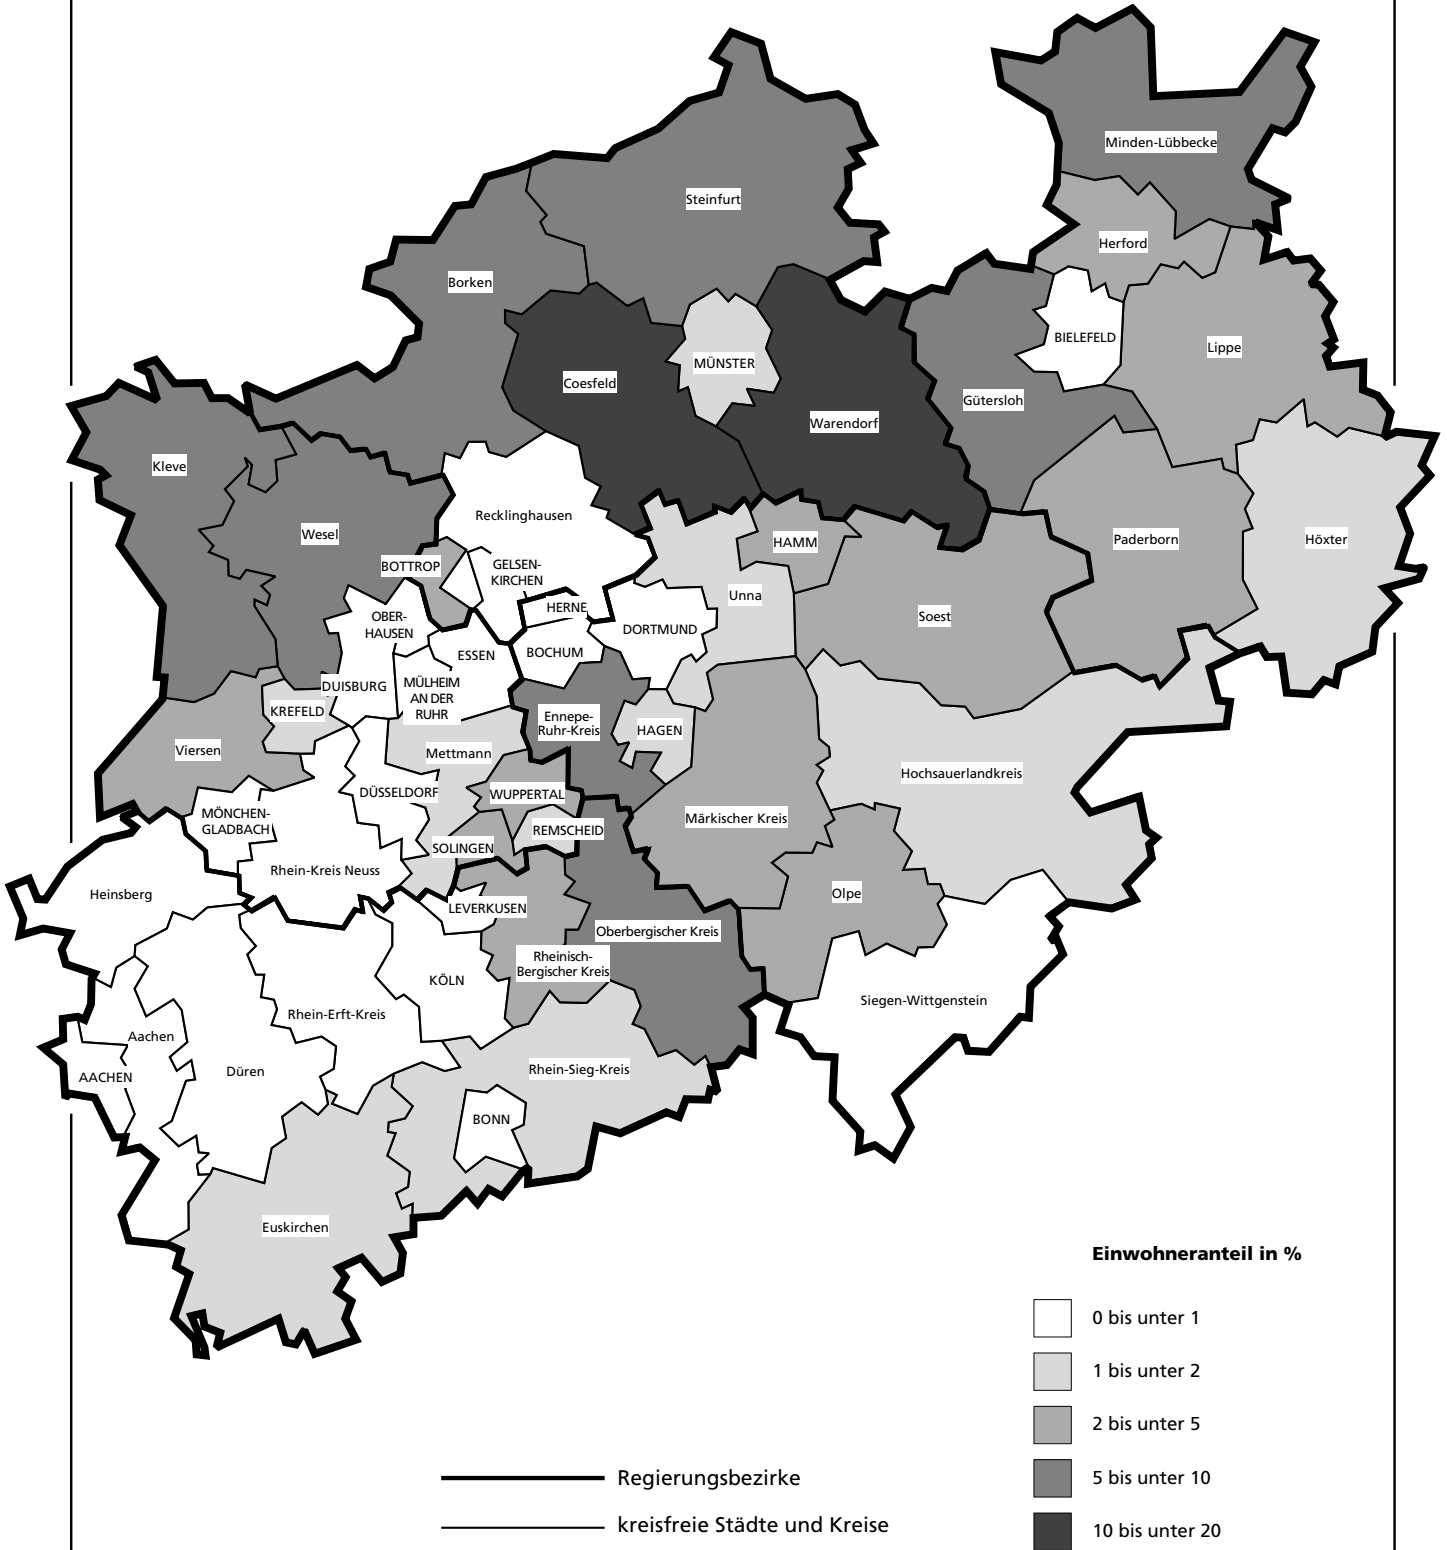 Minden-Lübbecke
Steinfurt
Herford
Borken
BIELEFELD
Lippe
MÜNSTER
Coesfeld
Gütersloh
Warendorf
Kleve
Recklinghausen
Wesel
HAMM
Paderborn
Höxter
BOTTROP
GELSEN-
KIRCHEN
Unna
HERNE
OBER-
HAUSEN
Soest
DORTMUND
ESSEN
BOCHUM
DUISBURG
MÜLHEIM
AN DER
RUHR
KREFELD
Ennepe-
Ruhr-Kreis
HAGEN
Viersen
Mettmann
Hochsauerlandkreis
DÜSSELDORF
WUPPERTAL
MÖNCHEN-
GLADBACH
Märkischer Kreis
REMSCHEID
SOLINGEN
Rhein-Kreis Neuss
Heinsberg
Olpe
LEVERKUSEN
Oberbergischer Kreis
Rheinisch-
Bergischer Kreis
KÖLN
Siegen-Wittgenstein
Rhein-Erft-Kreis
Aachen
Düren
Rhein-Sieg-Kreis
AACHEN
BONN
Euskirchen
Einwohneranteil in %
0 bis unter 1
1 bis unter 2
2 bis unter 5
5 bis unter 10
10 bis unter 20
Regierungsbezirke
kreisfreie Städte und Kreise